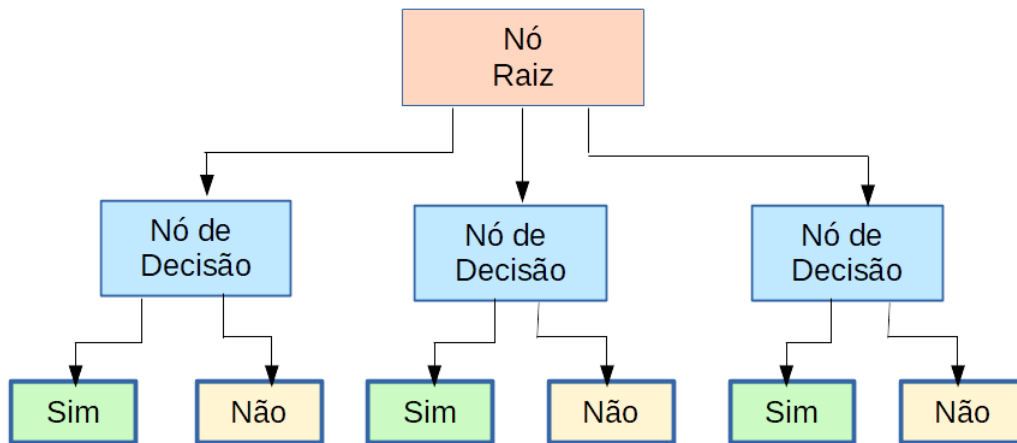 Nó
Raiz
Nó de
Decisão
Nó de
Decisão
Nó de
Decisão
Sim
Não
Sim
Não
Sim
Não